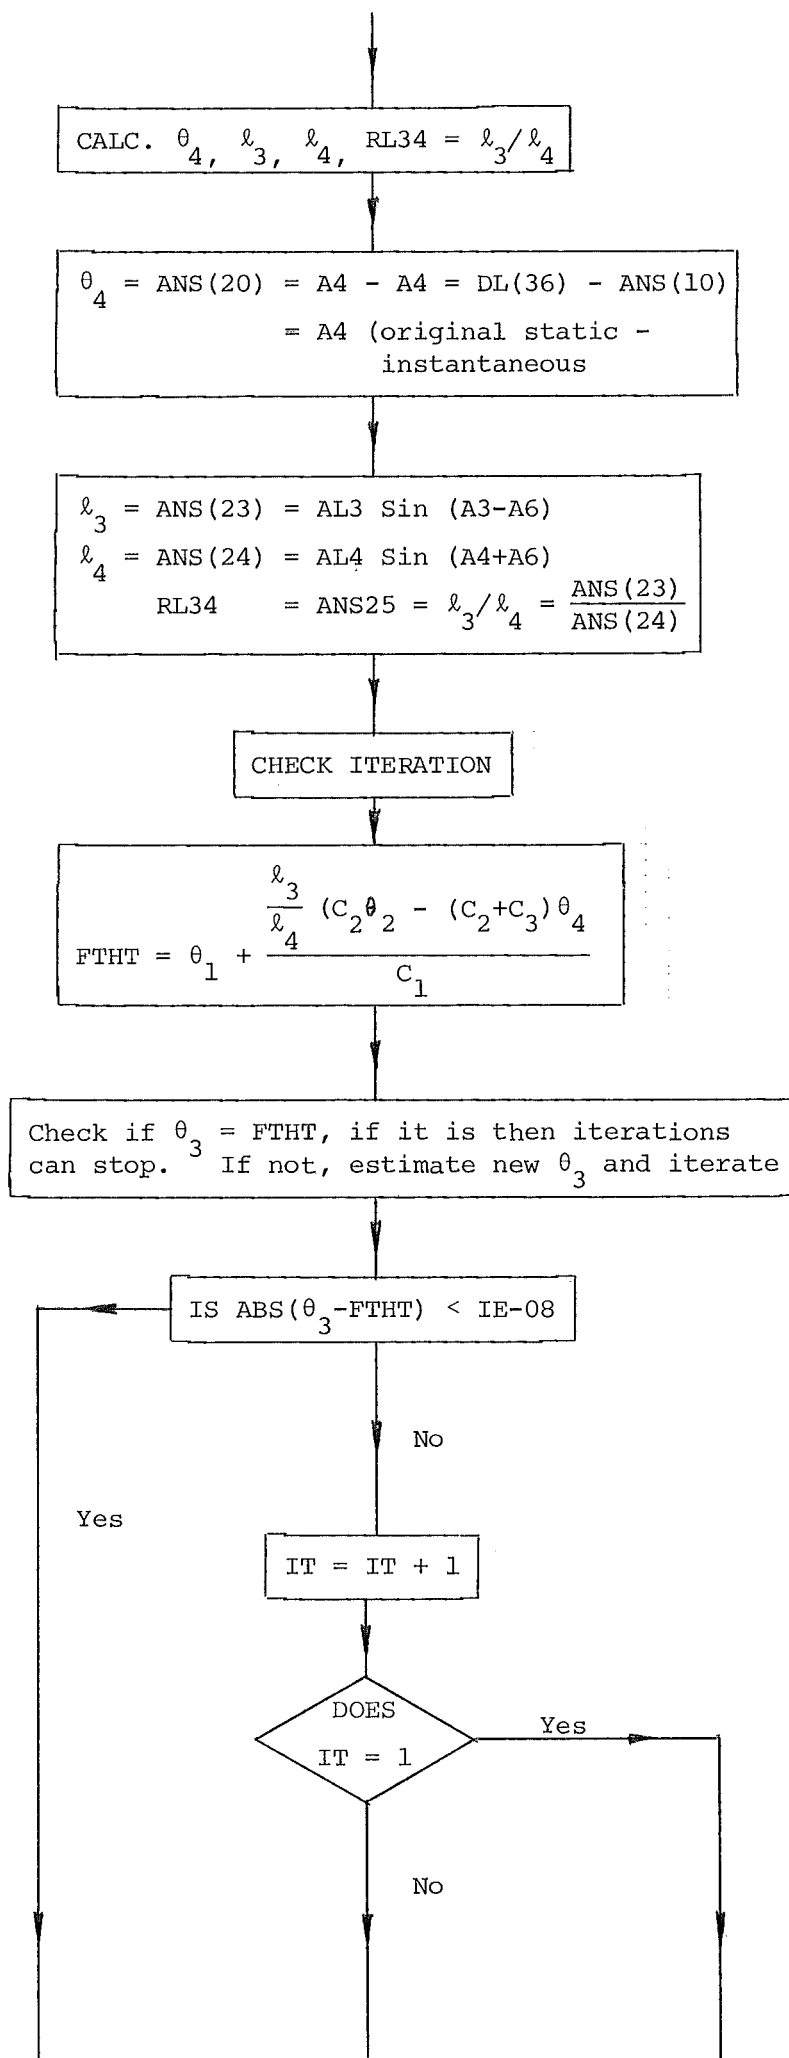 CALC. θ₄, ℓ₃, ℓ₄, RL34 = ℓ₃/ℓ₄
θ₄ = ANS(20) = A4 - A4 = DL(36) - ANS(10)
= A4 (original static -
instantaneous
ℓ₃ = ANS(23) = AL3 Sin (A3-A6)
ℓ₄ = ANS(24) = AL4 Sin (A4+A6)
RL34 = ANS25 = ℓ₃/ℓ₄ = ANS(23)/ANS(24)
CHECK ITERATION
FTHT = θ₁ + ℓ₃/ℓ₄ (C₂θ₂ - (C₂+C₃)θ₄ / C₁
Check if θ₃ = FTHT, if it is then iterations
can stop. If not, estimate new θ₃ and iterate
IS ABS(θ₃-FTHT) < IE-08
No
Yes
IT = IT + 1
DOES
IT = 1
Yes
No